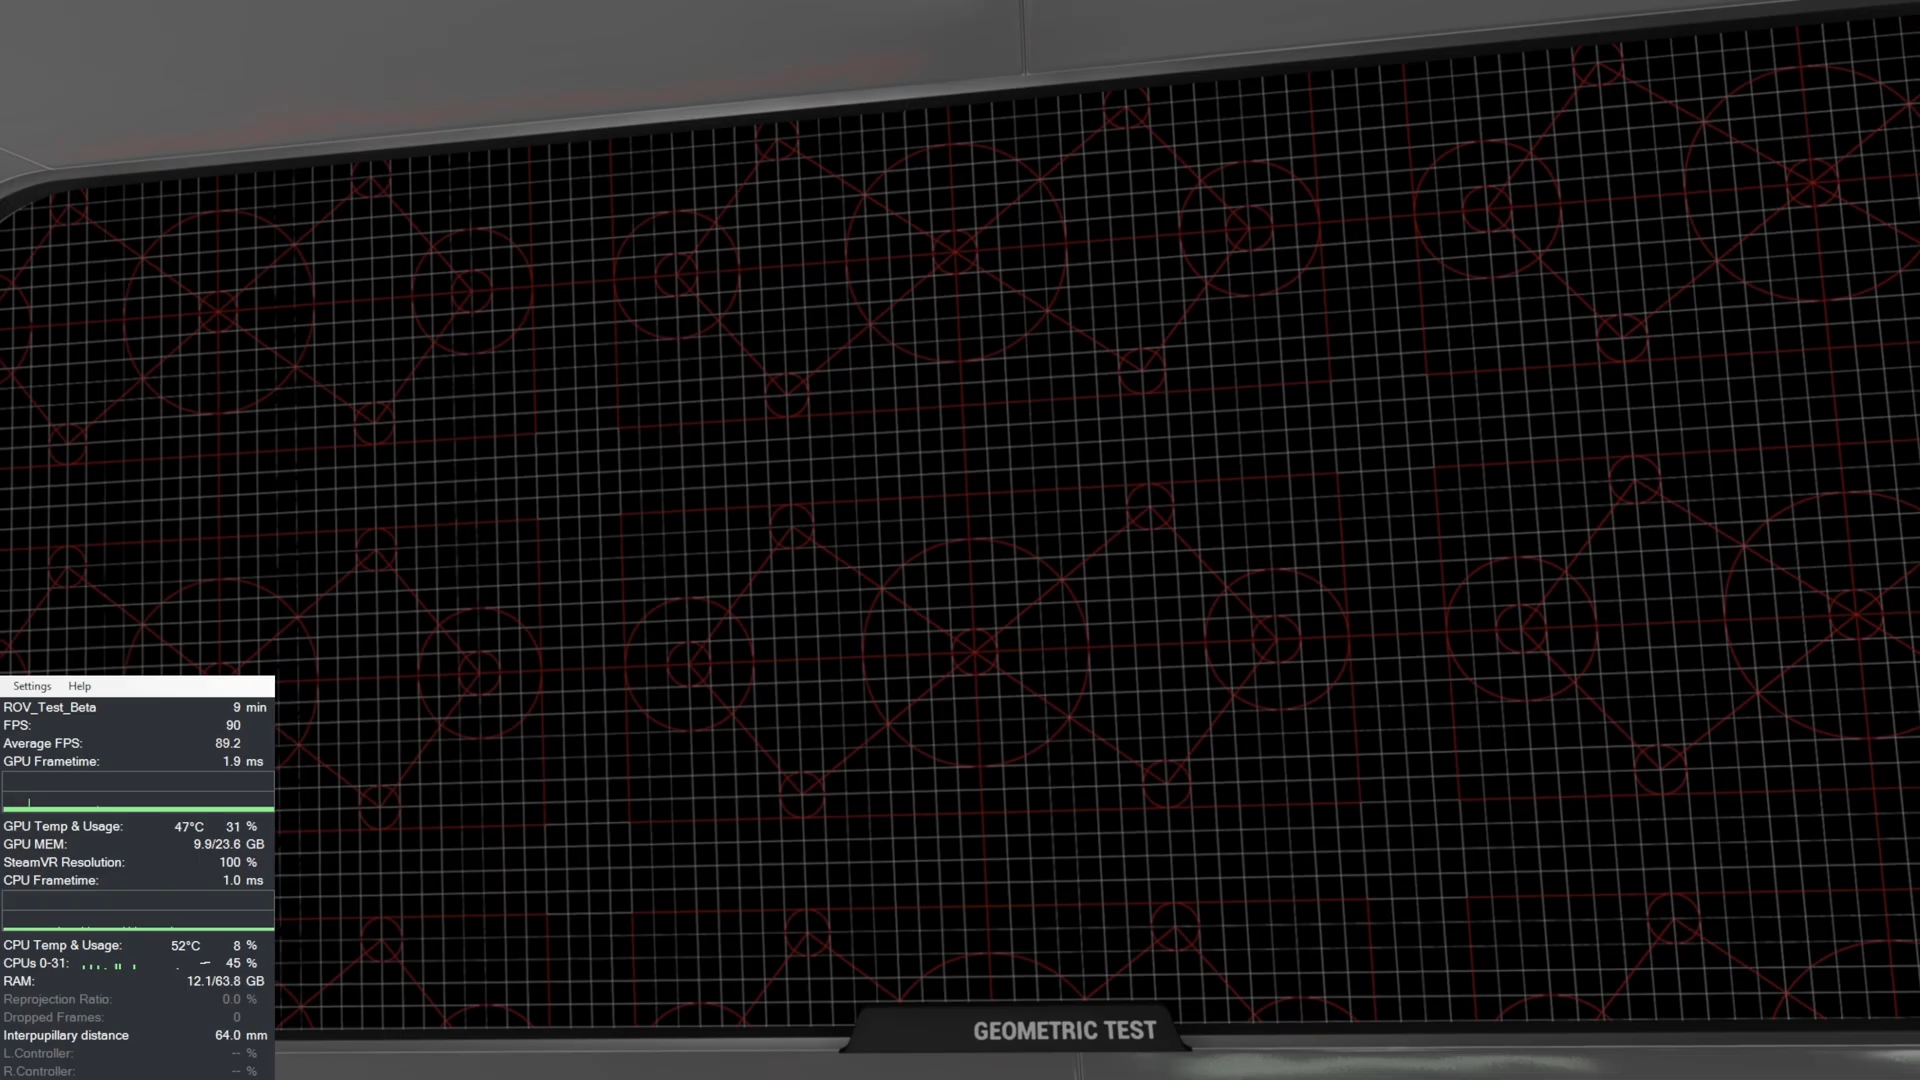 Settings Help
ROV_Test_Beta 9 min
FPS: 90
Average FPS: 89.2
GPU Frametime: 1.9 ms
GPU Temp & Usage: 47°C 31 %
GPU MEM: 9.9/23.6 GB
SteamVR Resolution: 100 %
CPU Frametime: 1.0 ms
CPU Temp & Usage: 52°C 8 %
CPUs 0-31: 45 %
RAM: 12.1/63.8 GB
Reprojection Ratio: 0.0 %
Dropped Frames: 0
Interpupillary distance 64.0 mm
L.Controller: -- %
R.Controller: -- %
GEOMETRIC TEST